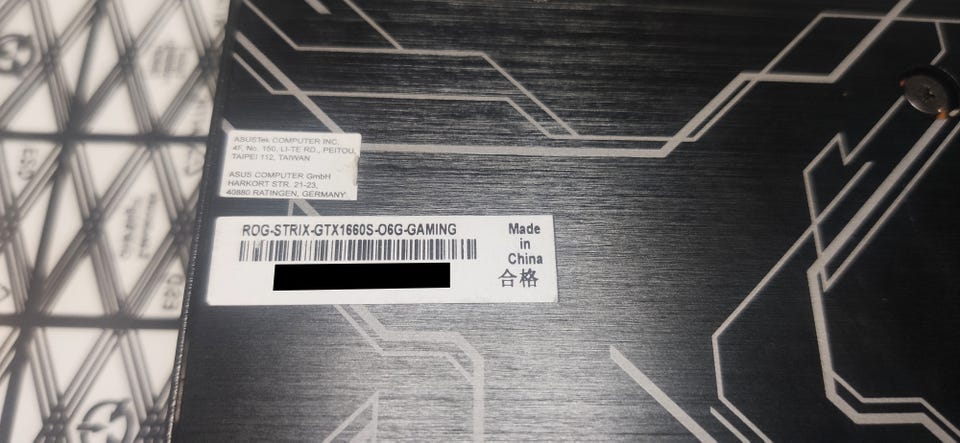 ASUSTek COMPUTER INC.
4F, No. 150, LI-TE RD., PEITOU,
TAIPEI 112, TAIWAN
ASUS COMPUTER GmbH
HARKORT STR. 21-23,
40880 RATINGEN, GERMANY
ROG-STRIX-GTX1660S-O6G-GAMING
Made
in
China
合格